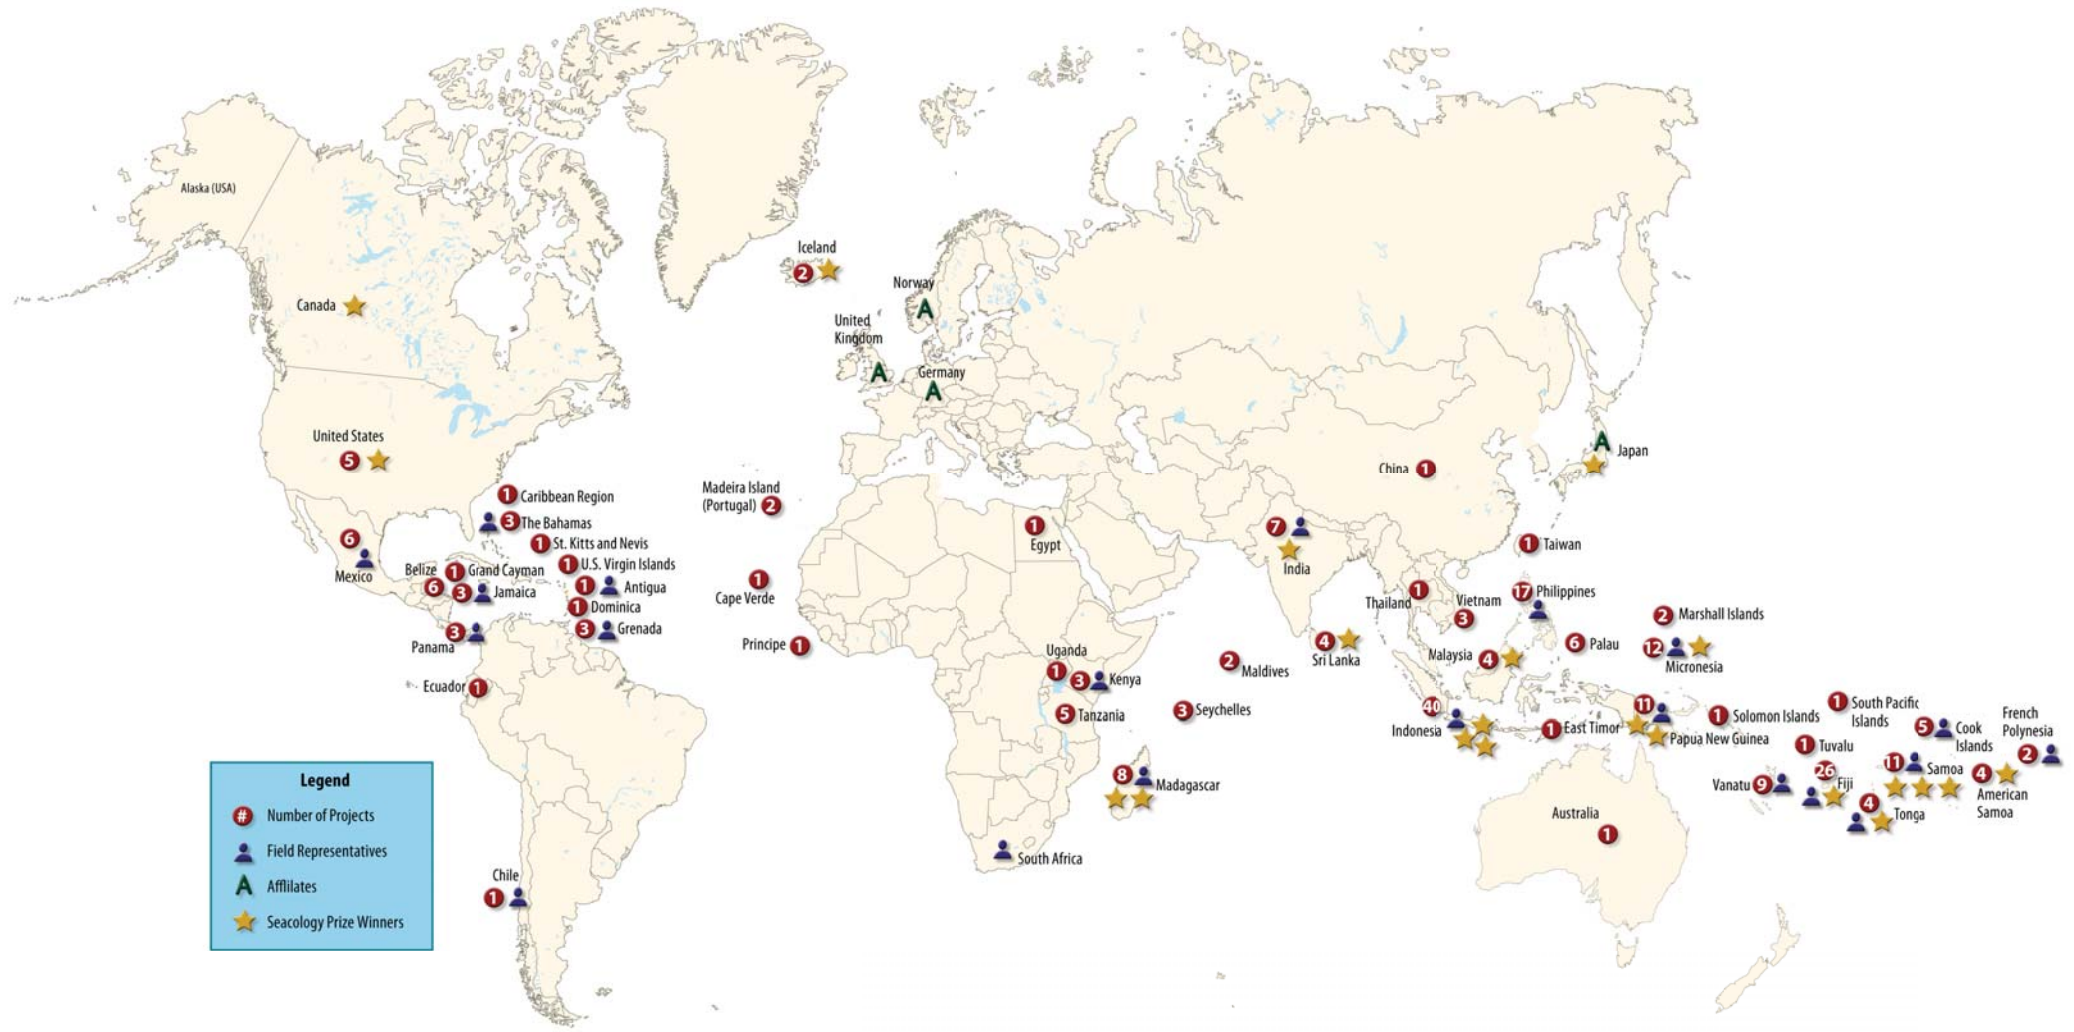 Alaska (USA)
Canada
United States
5
Iceland
2
Norway
A
United
Kingdom
A
Germany
A
A
Japan
China 1
1 Caribbean Region
3 The Bahamas
1 St. Kitts and Nevis
1 U.S. Virgin Islands
1 Antigua
1 Dominica
3 Grenada
6
Mexico
Belize
6
1 Grand Cayman
3 Jamaica
3
Panama
Ecuador 1
Chile
1
Madeira Island
(Portugal) 2
1
Cape Verde
Principe 1
1
Egypt
Uganda
1
3 Kenya
5 Tanzania
3 Seychelles
2 Maldives
8 Madagascar
South Africa
7
India
4
Sri Lanka
1
Thailand
Vietnam
3
1 Taiwan
17 Philippines
Malaysia 4
6 Palau
2 Marshall Islands
12
Micronesia
40
Indonesia
1 East Timor
11
Papua New Guinea
1 Solomon Islands
1 South Pacific
Islands
1 Tuvalu
5 Cook
Islands
French
Polynesia
2
Vanatu 9
26
Fiji
11 Samoa
4
American
Samoa
4
Tonga
Australia
1
Legend
# Number of Projects
Field Representatives
A Afflilates
Seacology Prize Winners